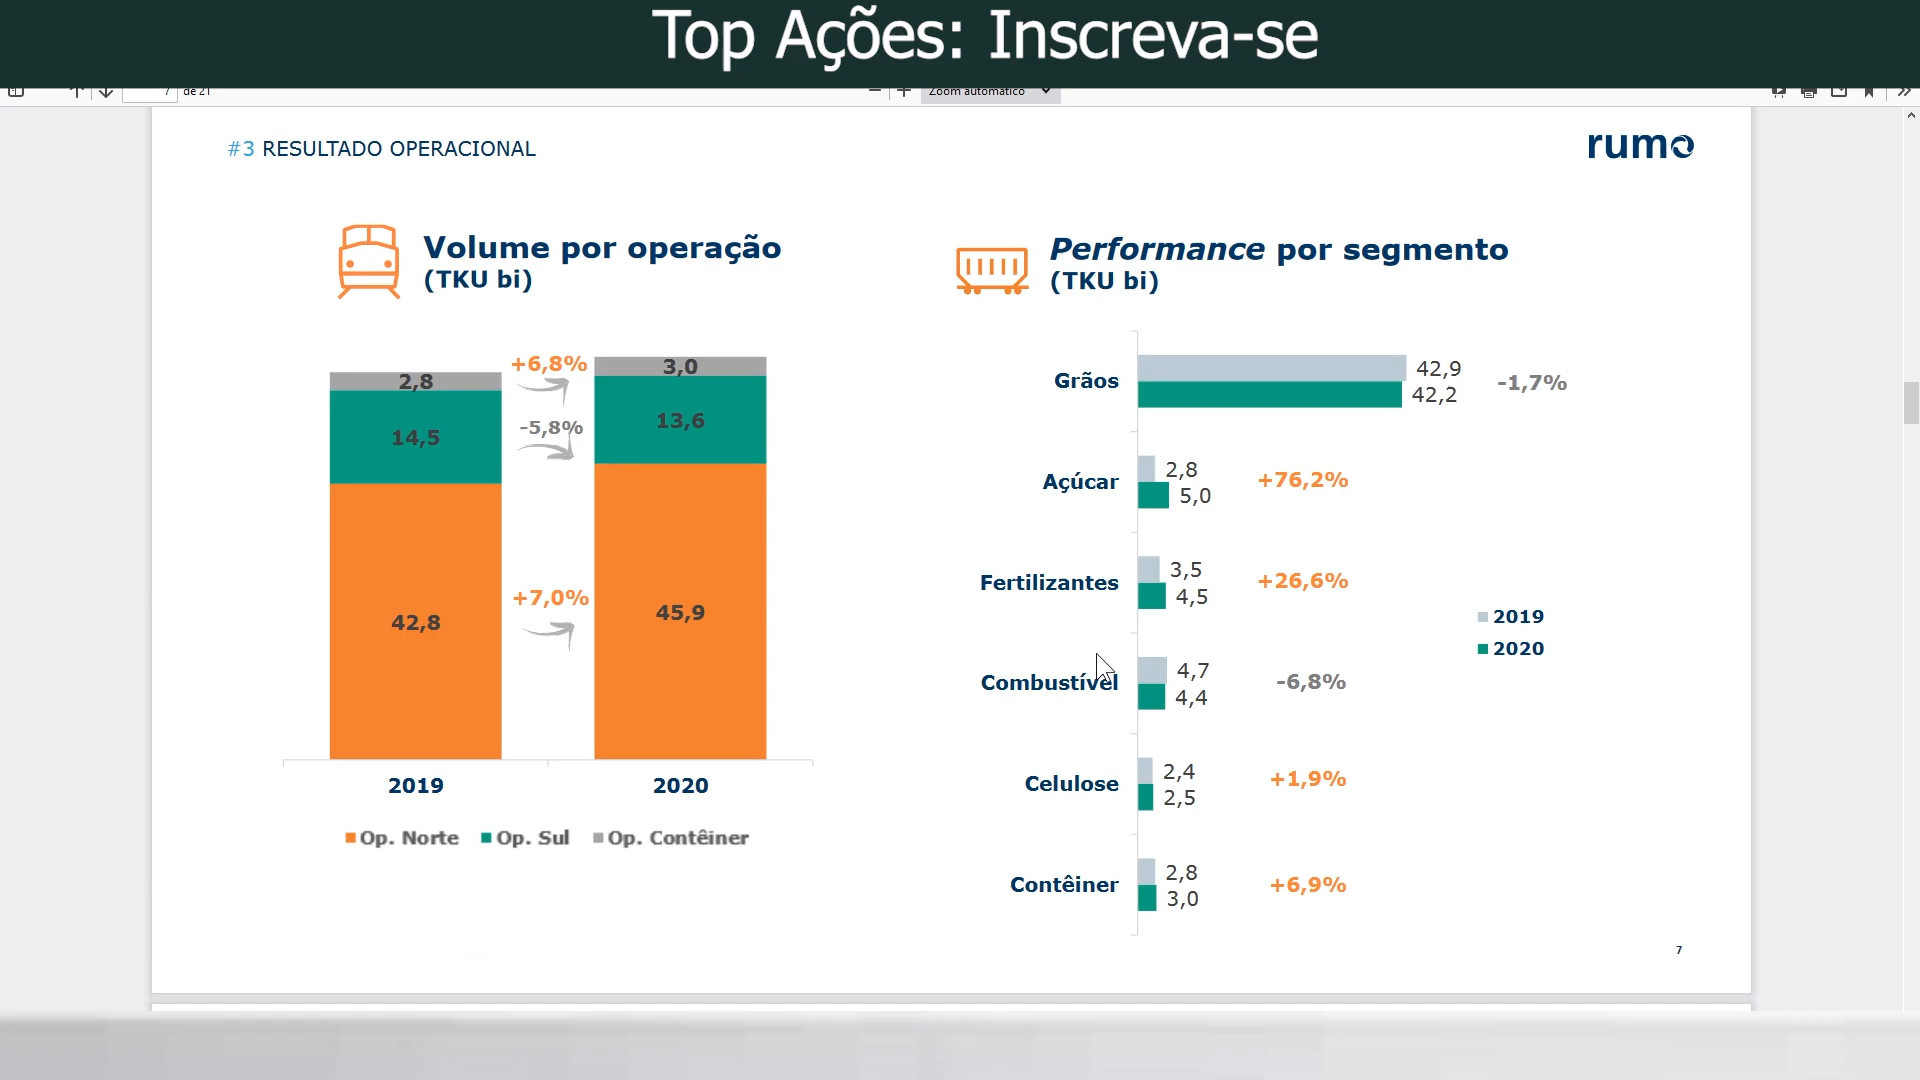 Top Ações: Inscreva-se
7 de 21
Zoom automático
#3 RESULTADO OPERACIONAL
rumo
Volume por operação
(TKU bi)
+6,8%
2,8
3,0
-5,8%
14,5
13,6
+7,0%
42,8
45,9
2019
2020
Op. Norte Op. Sul Op. Contêiner
Performance por segmento
(TKU bi)
Grãos
42,9
42,2
-1,7%
Açúcar
2,8
5,0
+76,2%
Fertilizantes
3,5
4,5
+26,6%
Combustível
4,7
4,4
-6,8%
Celulose
2,4
2,5
+1,9%
Contêiner
2,8
3,0
+6,9%
2019
2020
7